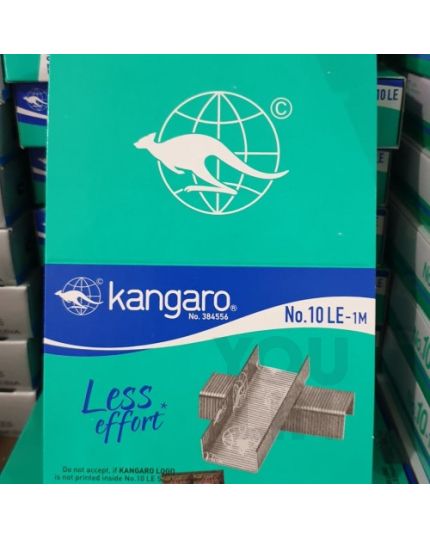 ©
kangaro®
No. 384556
No.10 LE-1M
Less
effort*
Do not accept, if KANGARO LOGO
is not printed inside No.10 LE
10 LE
YOU